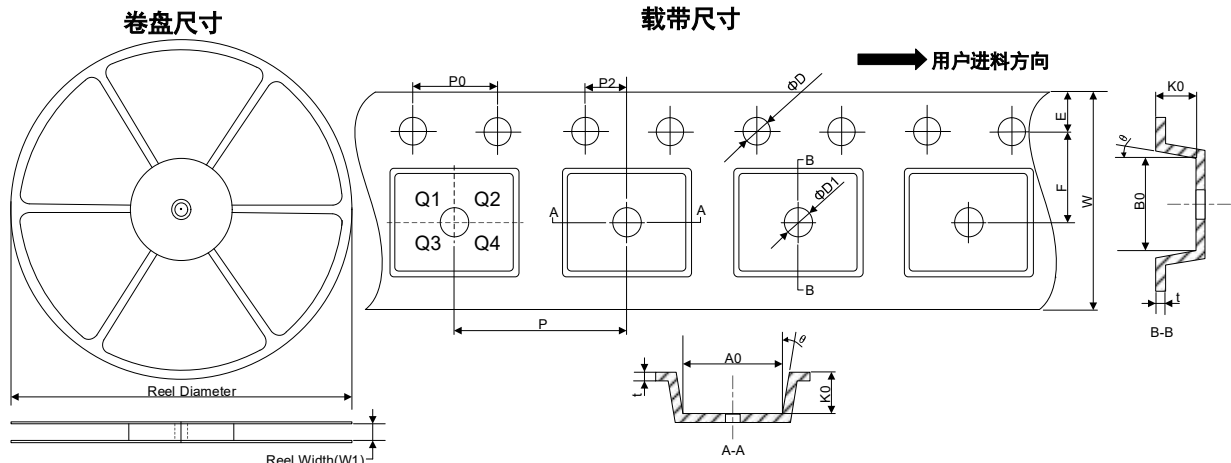 卷盘尺寸
载带尺寸
用户进料方向
P0
P2
ΦD
E
K0
θ
B
Q1
Q2
ΦD1
F
W
B0
A
A
Q3
Q4
B
t
P
B-B
θ
A0
t
K0
A-A
Reel Diameter
Reel Width(W1)